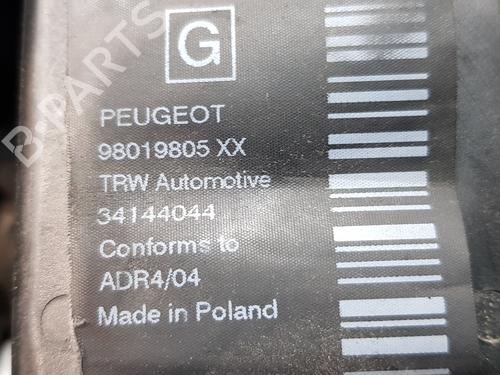 G
PEUGEOT
98019805 XX
TRW Automotive
34144044
Conforms to
ADR4/04
Made in Poland
B-PARTS